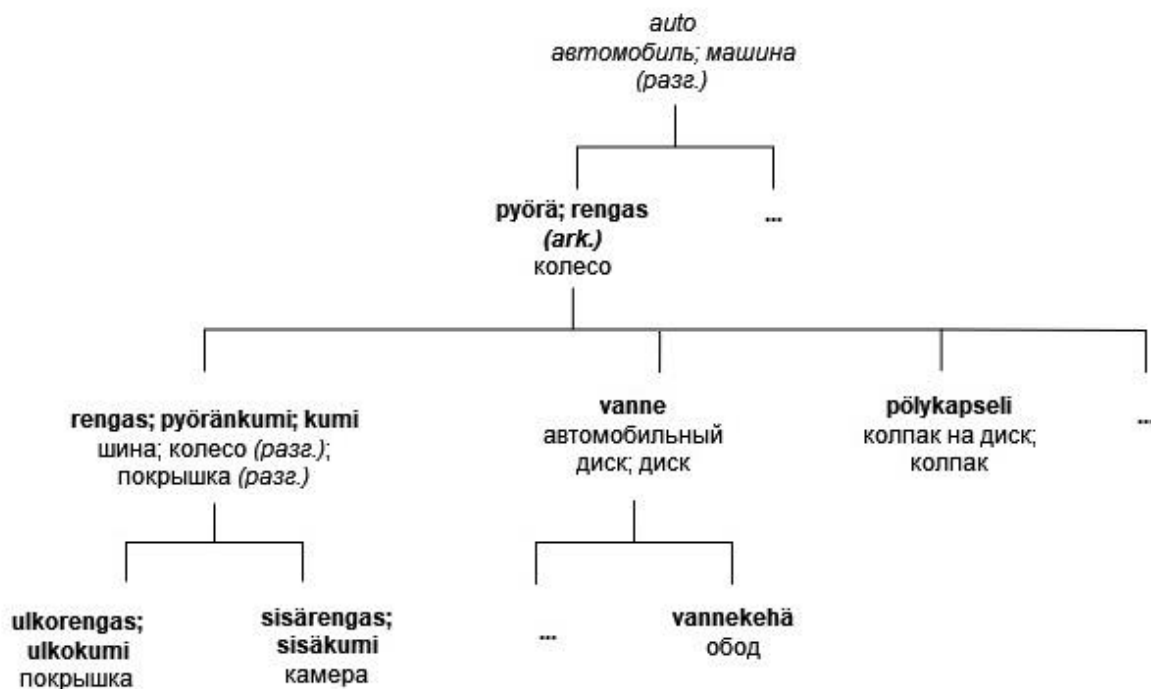 auto
автомобиль; машина
(разг.)
pyörä; rengas
(ark.)
колесо
...
rengas; pyöränkumi; kumi
шина; колесо (разг.);
покрышка (разг.)
vanne
автомобильный
диск; диск
pölykapseli
колпак на диск;
колпак
...
ulkorengas;
ulkokumi
покрышка
sisärengas;
sisäkumi
камера
...
vannekehä
обод